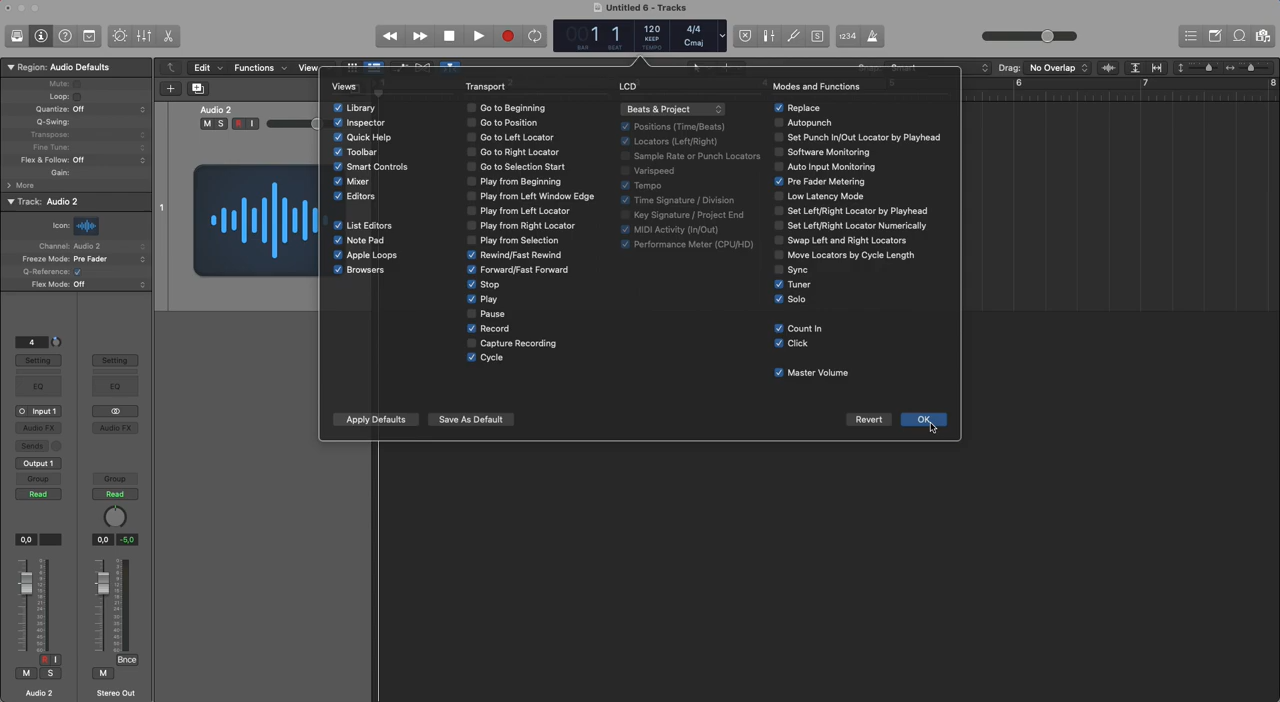 Untitled 6 - Tracks
1 1
BAR BEAT
120
KEEP
TEMPO
4/4
Cmaj
1234
Region: Audio Defaults
Mute:
Loop:
Quantize: Off
Q-Swing:
Transpose:
Fine Tune:
Flex & Follow: Off
Gain:
More
Track: Audio 2
Icon:
Channel: Audio 2
Freeze Mode: Pre Fader
Q-Reference:
Flex Mode: Off
Edit
Functions
View
Snap: Smart
Drag: No Overlap
1 2 3 4 6 7 8
Audio 2
M S R I
1
Views
Library
Inspector
Quick Help
Toolbar
Smart Controls
Mixer
Editors
List Editors
Note Pad
Apple Loops
Browsers
Transport
Go to Beginning
Go to Position
Go to Left Locator
Go to Right Locator
Go to Selection Start
Play from Beginning
Play from Left Window Edge
Play from Left Locator
Play from Right Locator
Play from Selection
Rewind/Fast Rewind
Forward/Fast Forward
Stop
Play
Pause
Record
Capture Recording
Cycle
LCD
Beats & Project
Positions (Time/Beats)
Locators (Left/Right)
Sample Rate or Punch Locators
Varispeed
Tempo
Time Signature / Division
Key Signature / Project End
MIDI Activity (In/Out)
Performance Meter (CPU/HD)
Modes and Functions
Replace
Autopunch
Set Punch In/Out Locator by Playhead
Software Monitoring
Auto Input Monitoring
Pre Fader Metering
Low Latency Mode
Set Left/Right Locator by Playhead
Set Left/Right Locator Numerically
Swap Left and Right Locators
Move Locators by Cycle Length
Sync
Tuner
Solo
Count In
Click
Master Volume
Apply Defaults
Save As Default
Revert
OK
4
Setting
EQ
Input 1
Audio FX
Sends
Output 1
Group
Read
0,0
R I
M S
Audio 2
Setting
EQ
Audio FX
Group
Read
0,0 -5,0
Bnce
M
Stereo Out